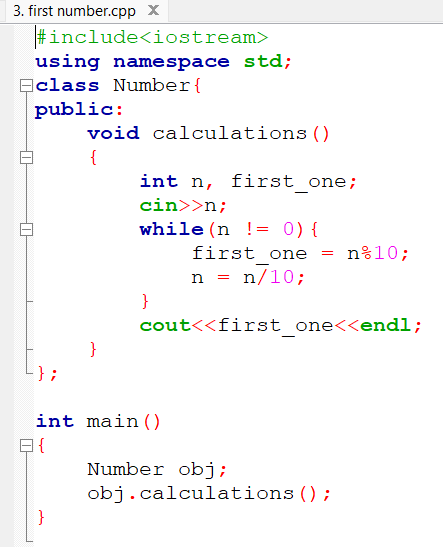 3. first number.cpp X
#include<iostream>
using namespace std;
class Number{
public:
    void calculations()
    {
        int n, first_one;
        cin>>n;
        while(n != 0){
            first_one = n%10;
            n = n/10;
        }
        cout<<first_one<<endl;
    }
};

int main()
{
    Number obj;
    obj.calculations();
}